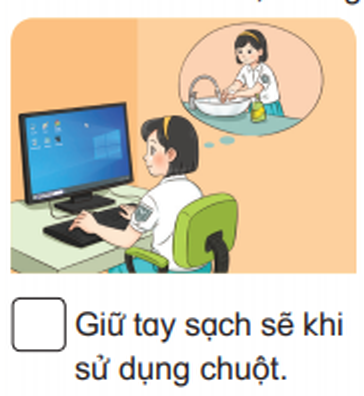 Giữ tay sạch sẽ khi
sử dụng chuột.